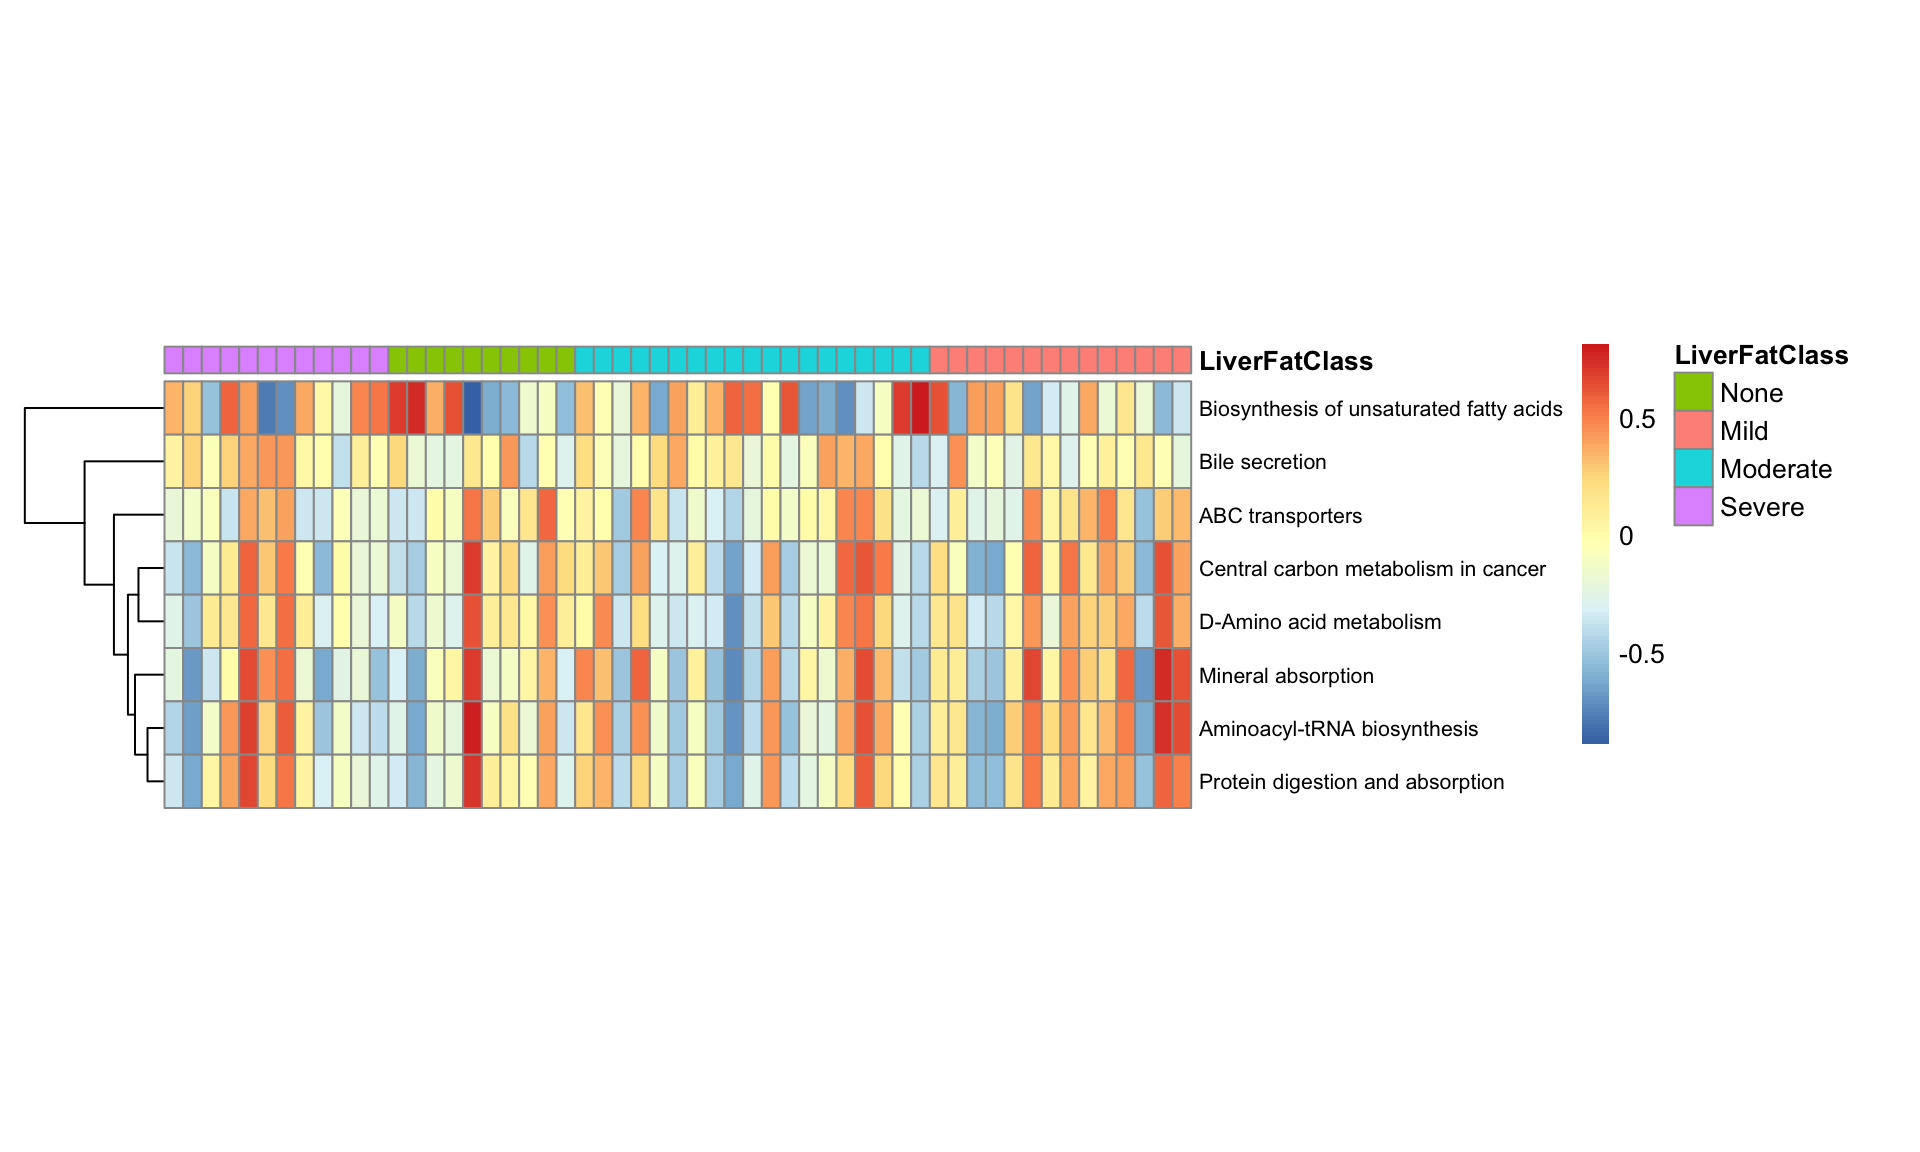 LiverFatClass
Biosynthesis of unsaturated fatty acids
Bile secretion
ABC transporters
Central carbon metabolism in cancer
D-Amino acid metabolism
Mineral absorption
Aminoacyl-tRNA biosynthesis
Protein digestion and absorption
0.5
0
-0.5
LiverFatClass
None
Mild
Moderate
Severe